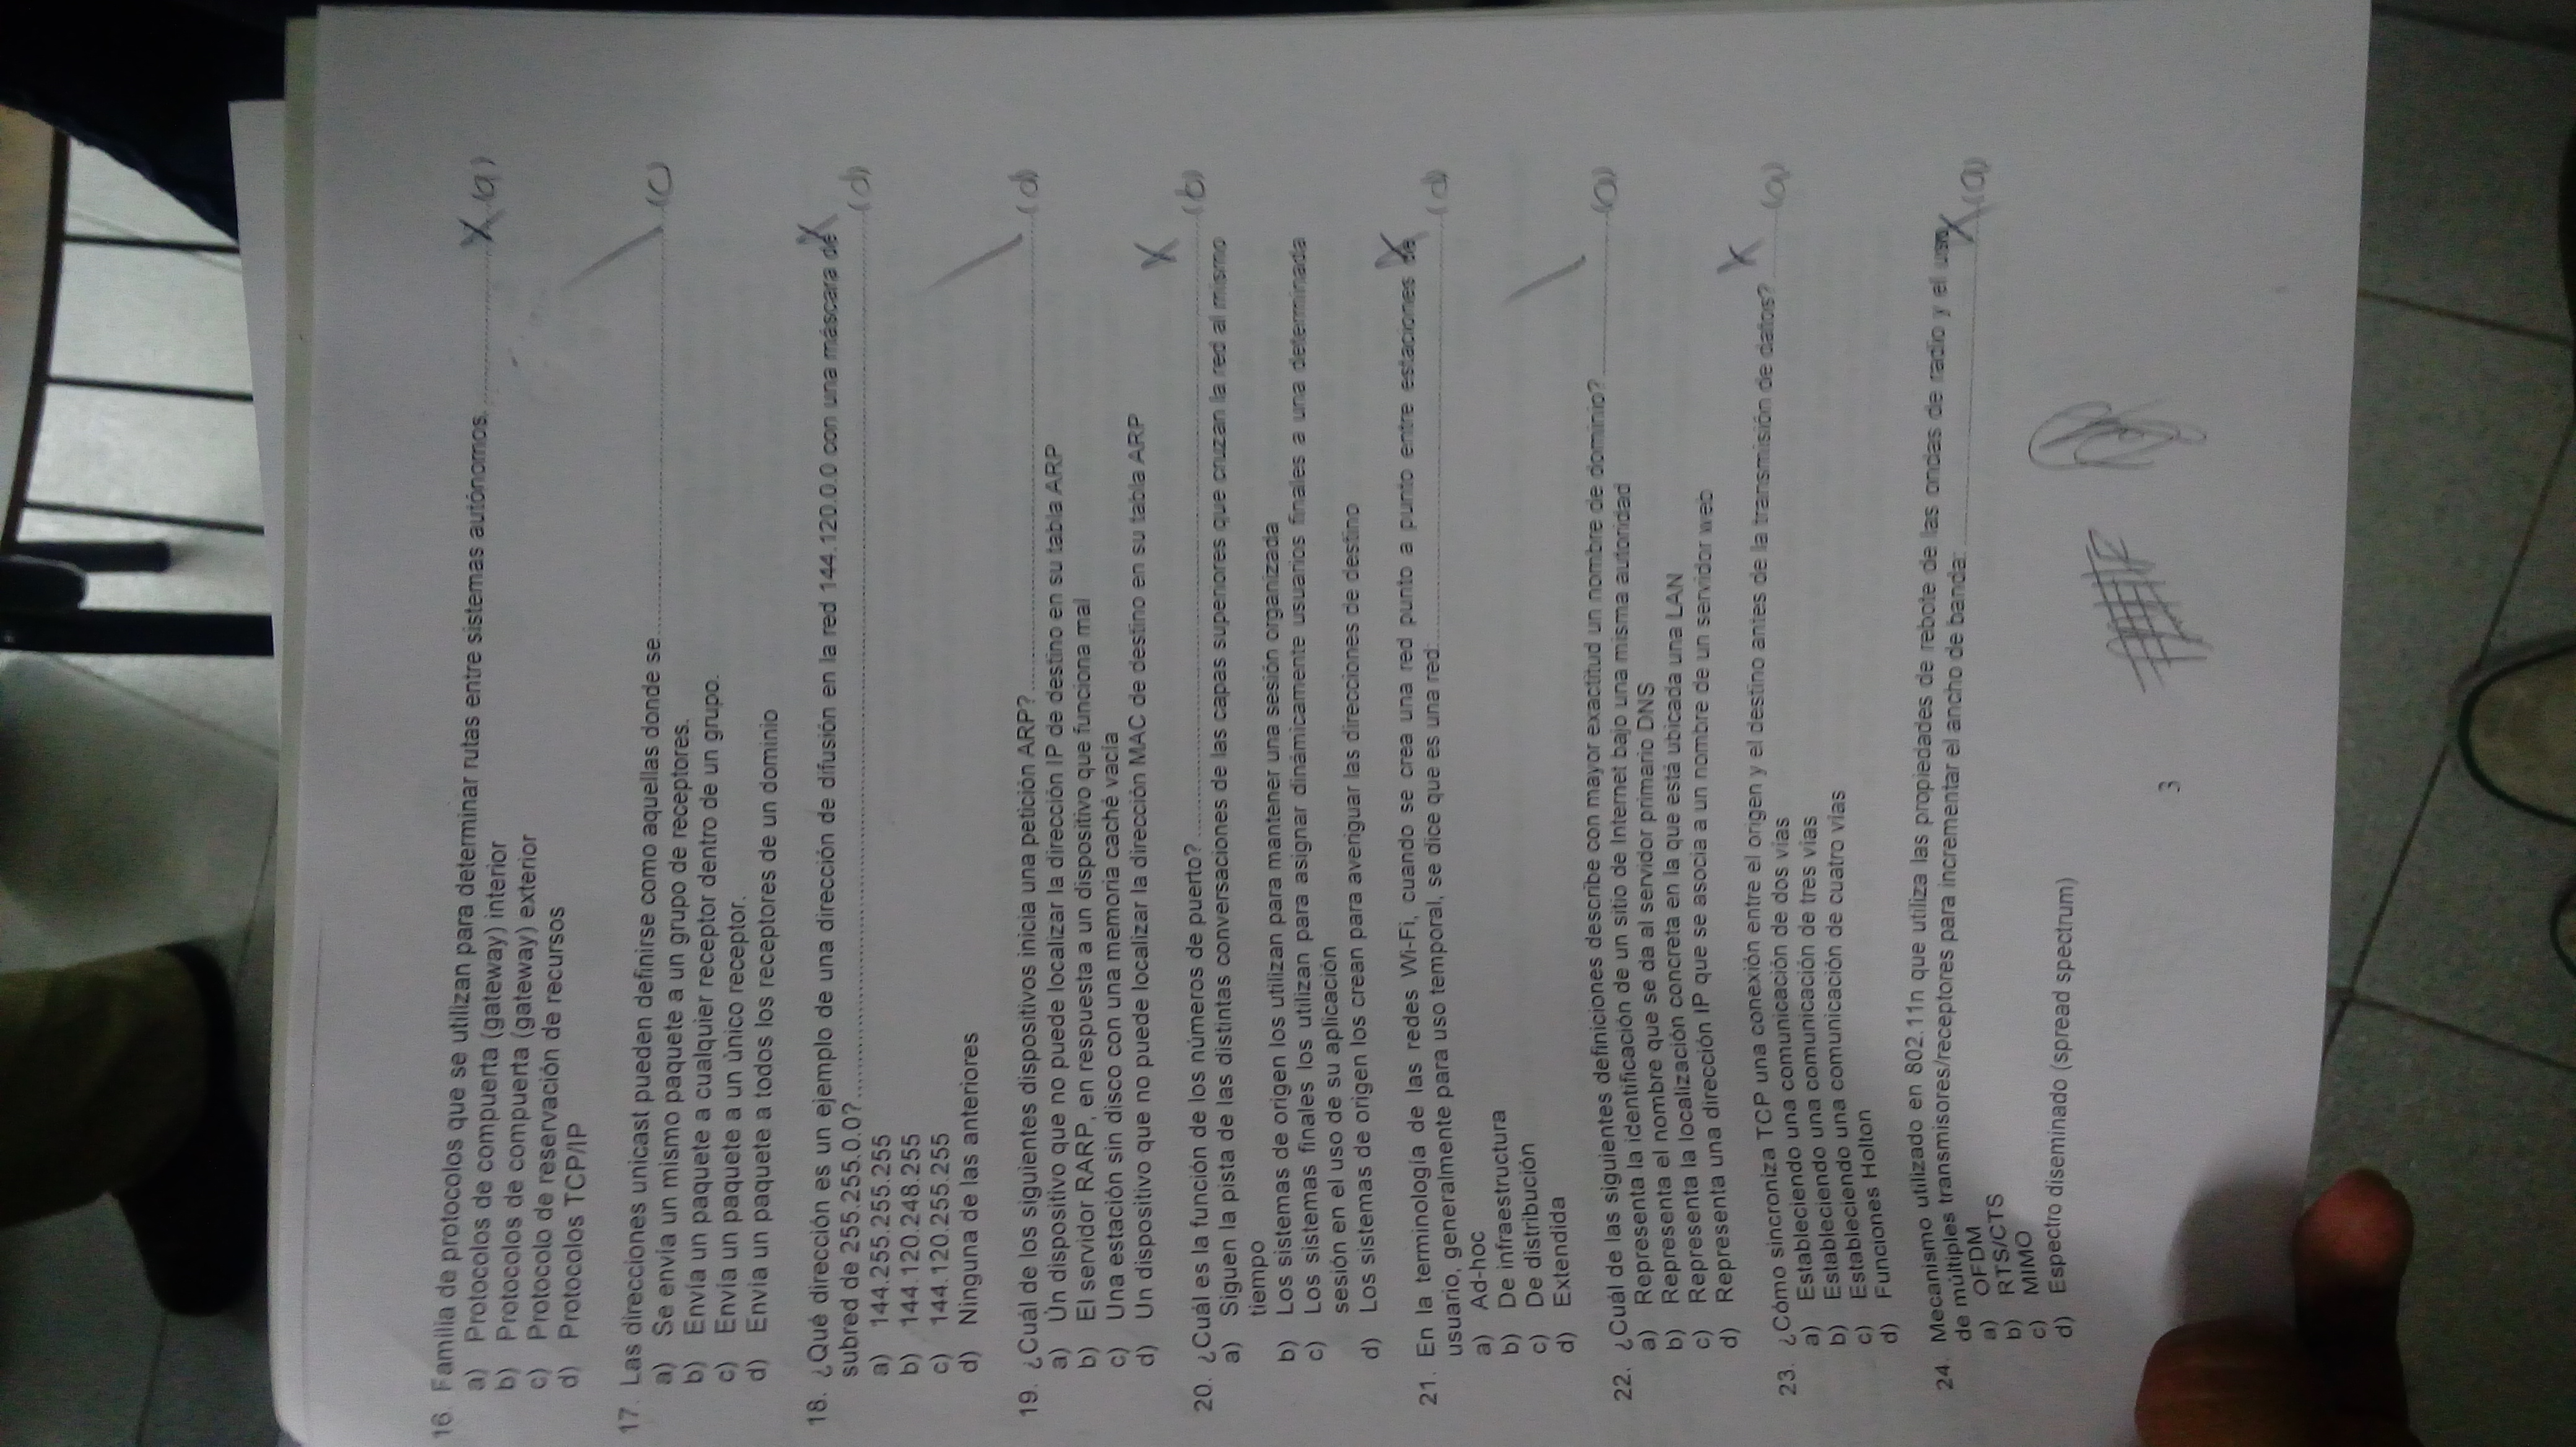 16. Familia de protocolos que se utilizan para determinar rutas entre sistemas autónomos. X (a)
a) Protocolos de compuerta (gateway) interior
b) Protocolos de compuerta (gateway) exterior
c) Protocolo de reservación de recursos
d) Protocolos TCP/IP
17. Las direcciones unicast pueden definirse como aquellas donde se (c)
a) Se envía un mismo paquete a un grupo de receptores.
b) Envía un paquete a cualquier receptor dentro de un grupo.
c) Envía un paquete a un único receptor.
d) Envía un paquete a todos los receptores de un dominio
18. ¿Qué dirección es un ejemplo de una dirección de difusión en la red 144.120.0.0 con una máscara de X
subred de 255.255.0.0? (d)
a) 144.255.255.255
b) 144.120.248.255
c) 144.120.255.255
d) Ninguna de las anteriores
19. ¿Cuál de los siguientes dispositivos inicia una petición ARP? (d)
a) Un dispositivo que no puede localizar la dirección IP de destino en su tabla ARP
b) El servidor RARP, en respuesta a un dispositivo que funciona mal
c) Una estación sin disco con una memoria caché vacía
d) Un dispositivo que no puede localizar la dirección MAC de destino en su tabla ARP
X
20. ¿Cuál es la función de los números de puerto? (b)
a) Siguen la pista de las distintas conversaciones de las capas superiores que cruzan la red al mismo
tiempo
b) Los sistemas de origen los utilizan para mantener una sesión organizada
c) Los sistemas finales los utilizan para asignar dinámicamente usuarios finales a una determinada
sesión en el uso de su aplicación
d) Los sistemas de origen los crean para averiguar las direcciones de destino
21. En la terminología de las redes Wi-Fi, cuando se crea una red punto a punto entre estaciones de X
usuario, generalmente para uso temporal, se dice que es una red: (d)
a) Ad-hoc
b) De infraestructura
c) De distribución
d) Extendida
22. ¿Cuál de las siguientes definiciones describe con mayor exactitud un nombre de dominio? (a)
a) Representa la identificación de un sitio de Internet bajo una misma autoridad
b) Representa el nombre que se da al servidor primario DNS
c) Representa la localización concreta en la que está ubicada una LAN
d) Representa una dirección IP que se asocia a un nombre de un servidor web
X
23. ¿Cómo sincroniza TCP una conexión entre el origen y el destino antes de la transmisión de datos? (a)
a) Estableciendo una comunicación de dos vías
b) Estableciendo una comunicación de tres vías
c) Estableciendo una comunicación de cuatro vías
d) Funciones Holton
24. Mecanismo utilizado en 802.11n que utiliza las propiedades de rebote de las ondas de radio y el uso
de múltiples transmisores/receptores para incrementar el ancho de banda: X (a)
a) OFDM
b) RTS/CTS
c) MIMO
d) Espectro diseminado (spread spectrum)
3